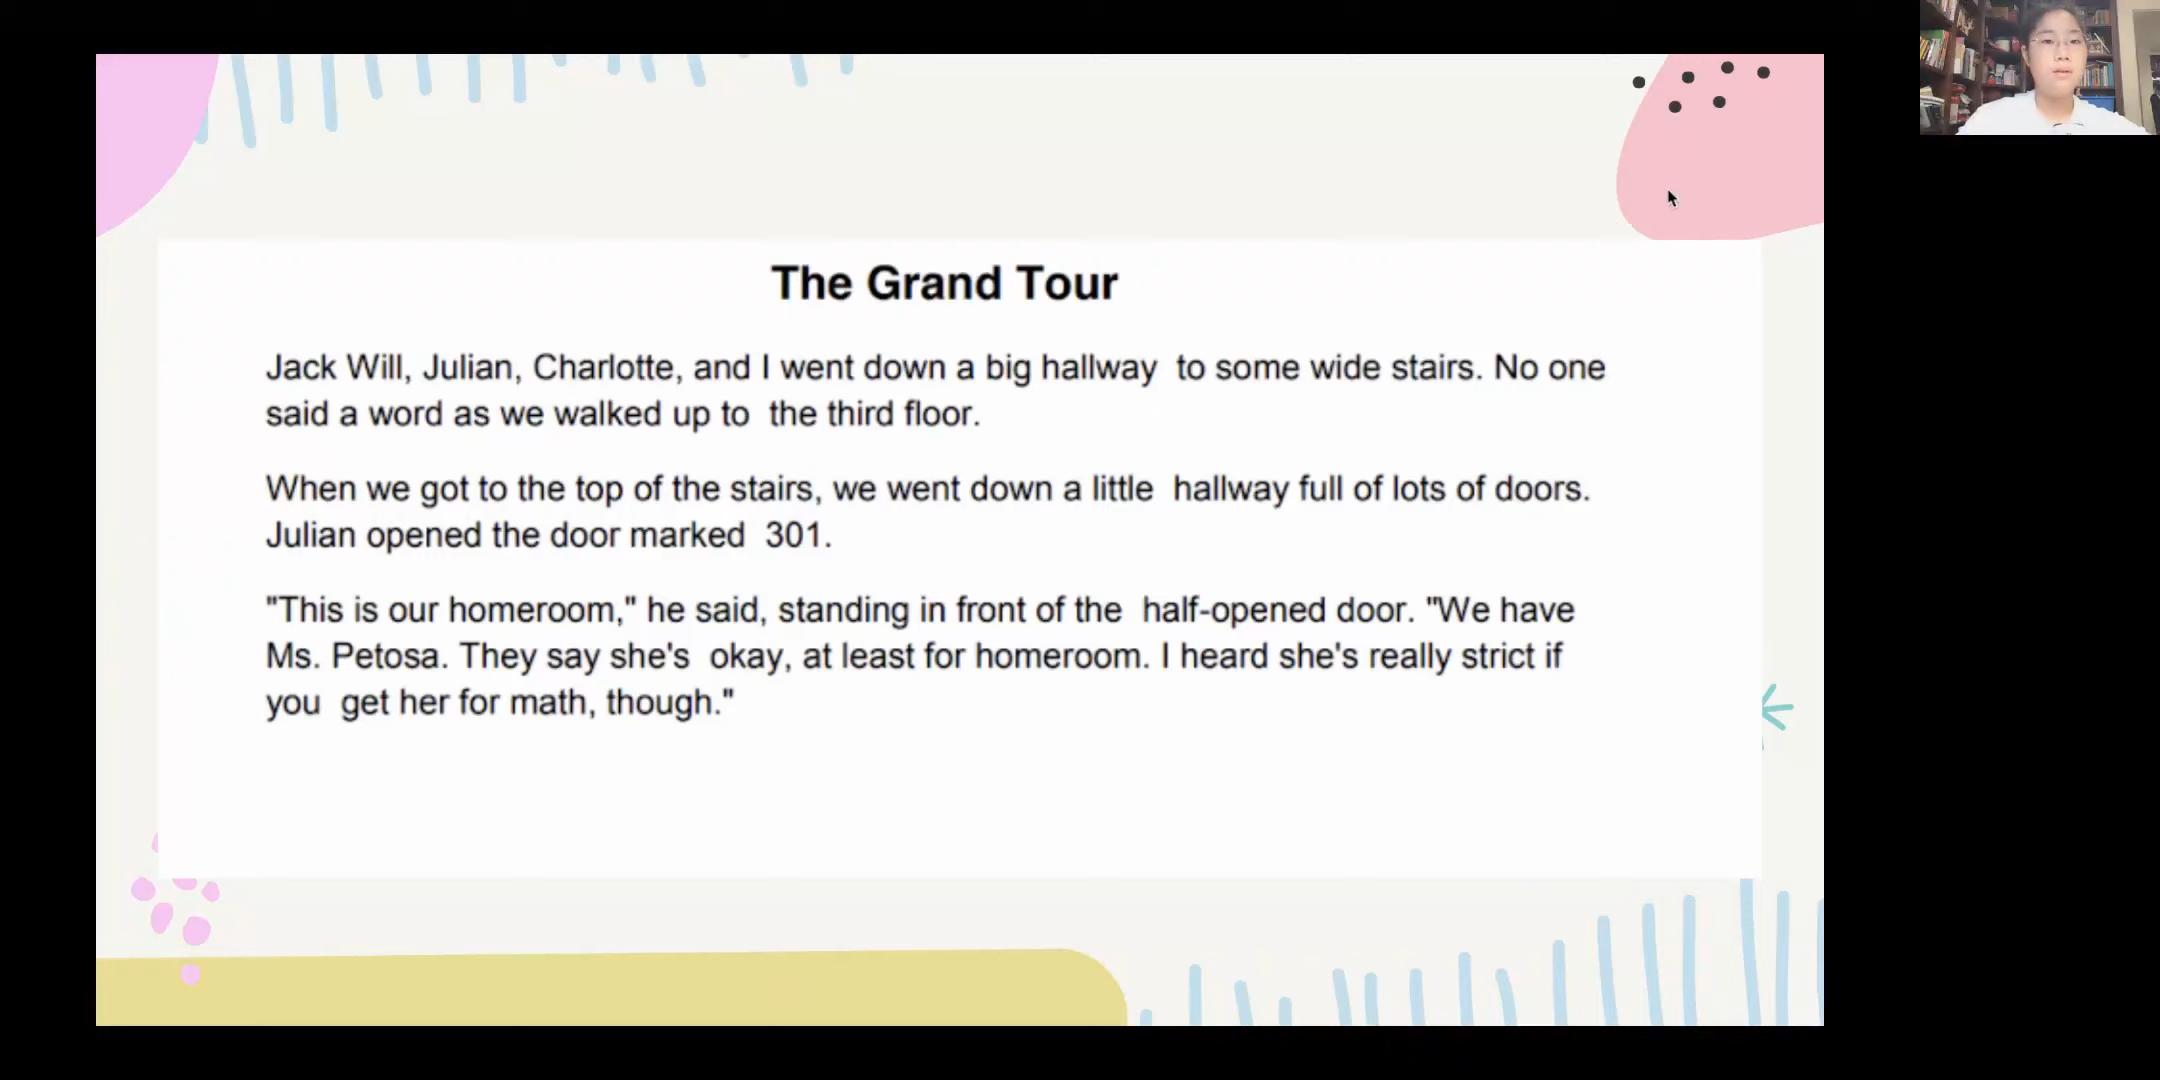 The Grand Tour
Jack Will, Julian, Charlotte, and I went down a big hallway  to some wide stairs. No one
said a word as we walked up to  the third floor.
When we got to the top of the stairs, we went down a little  hallway full of lots of doors.
Julian opened the door marked  301.
"This is our homeroom," he said, standing in front of the  half-opened door. "We have
Ms. Petosa. They say she's  okay, at least for homeroom. I heard she's really strict if
you  get her for math, though."